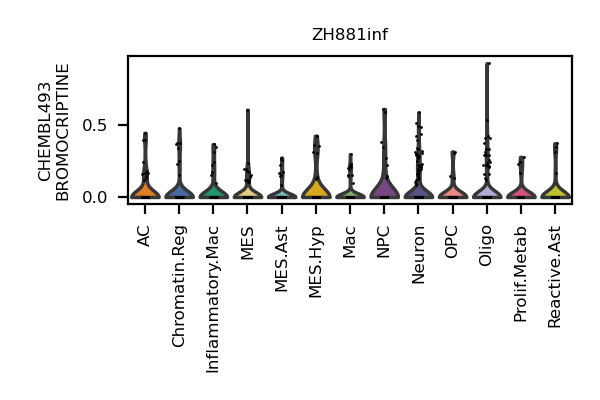 ZH881inf
CHEMBL493
BROMOCRIPTINE
0.5
0.0
AC
Chromatin.Reg
Inflammatory.Mac
MES
MES.Ast
MES.Hyp
Mac
NPC
Neuron
OPC
Oligo
Prolif.Metab
Reactive.Ast